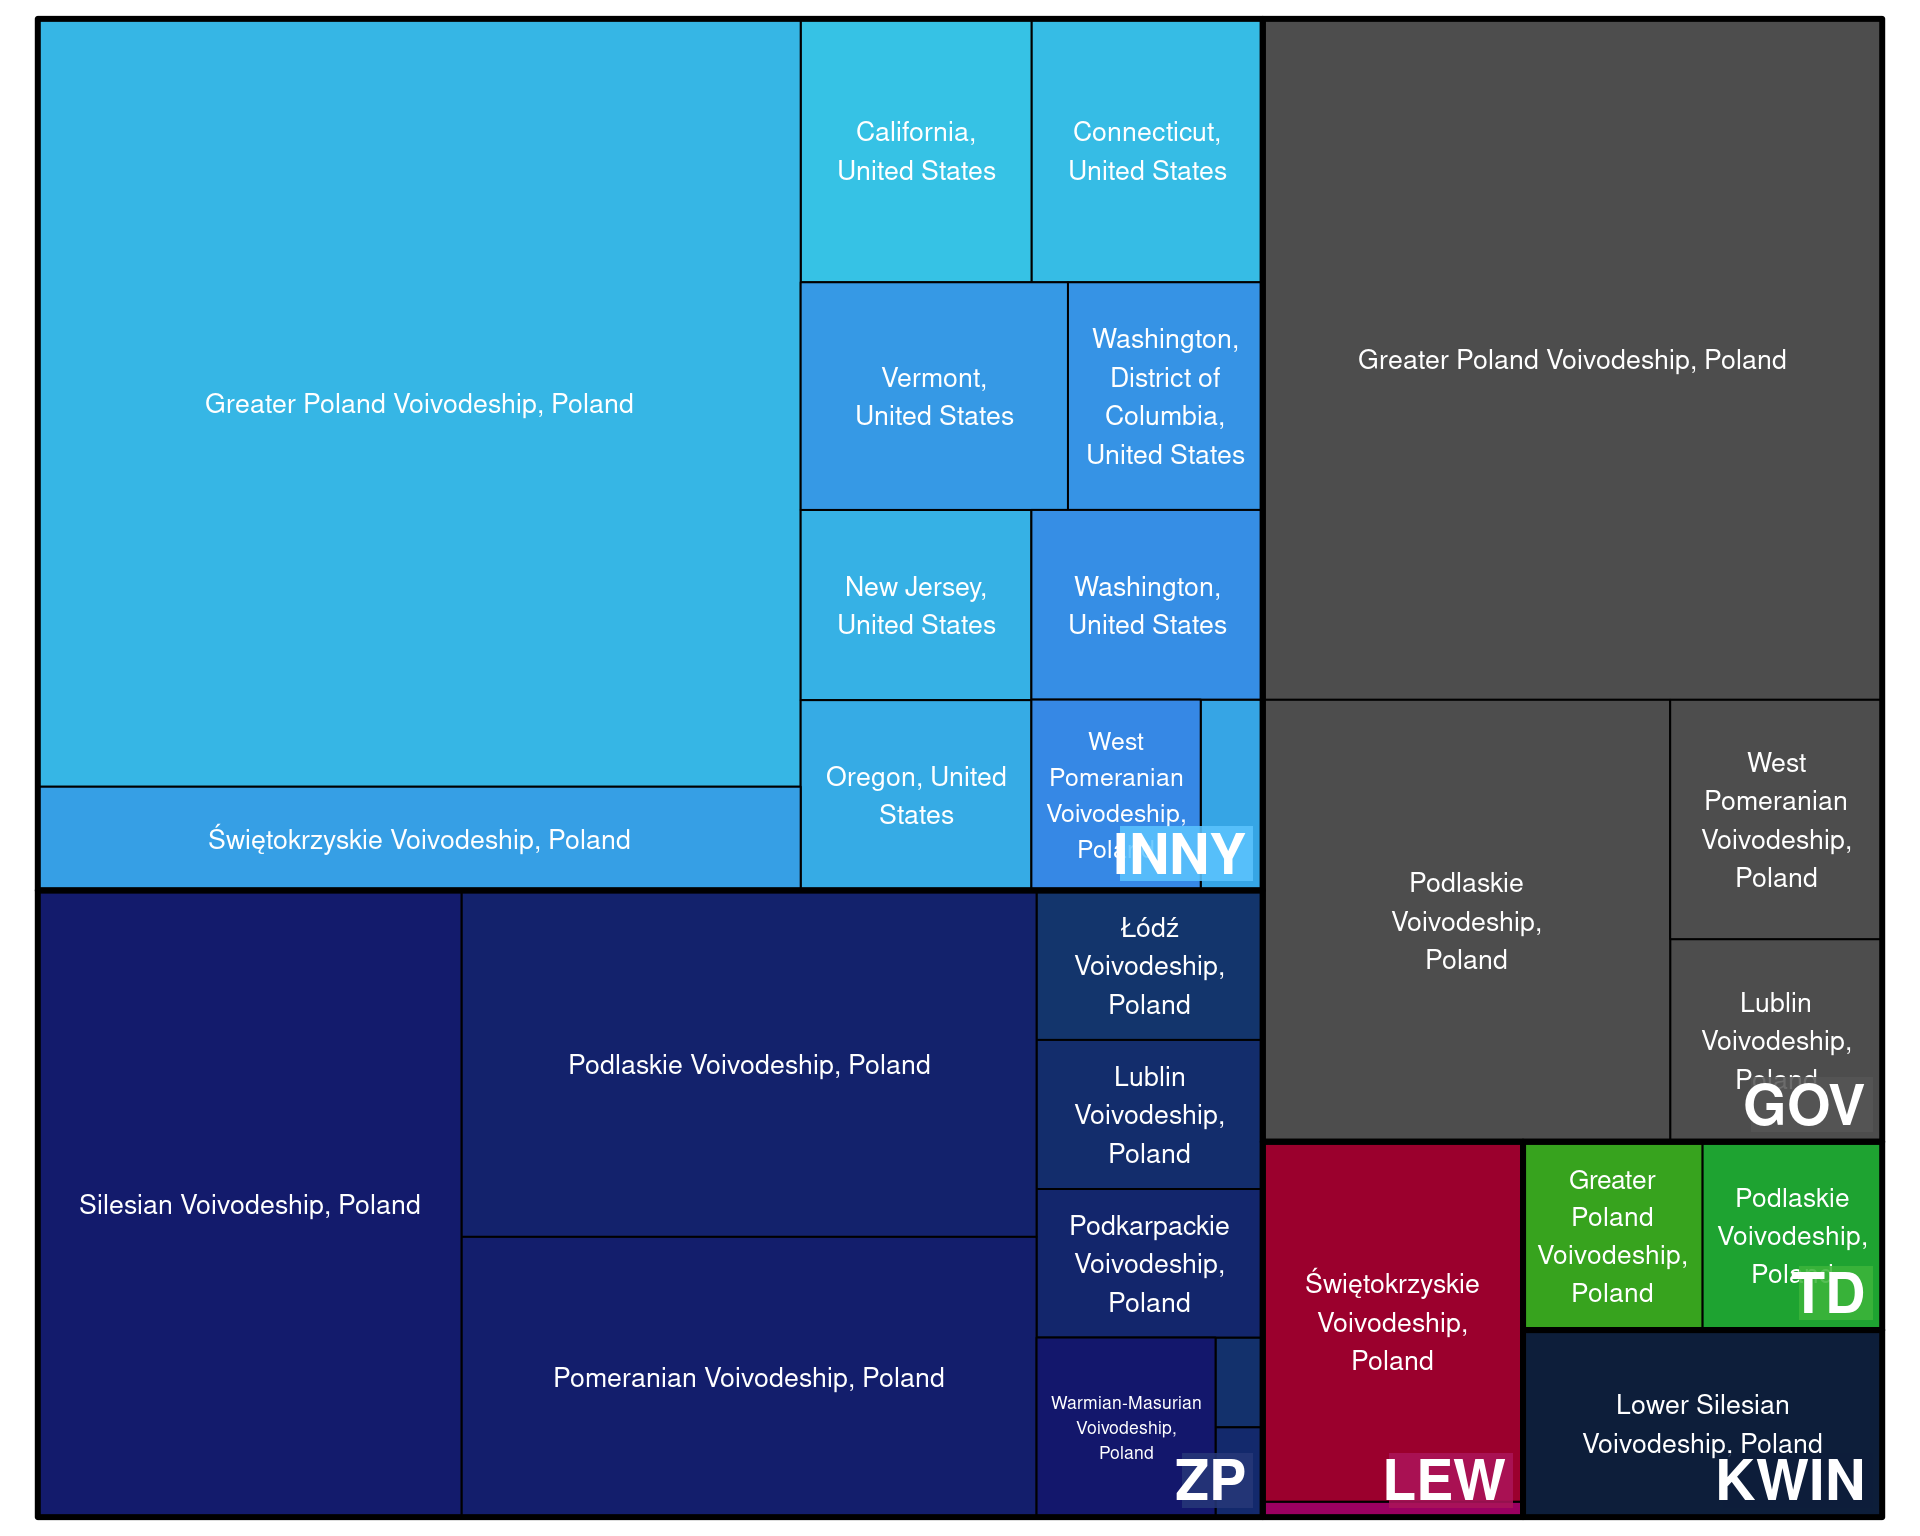 Greater Poland Voivodeship, Poland
Świętokrzyskie Voivodeship, Poland
California,
United States
Connecticut,
United States
Vermont,
United States
Washington,
District of
Columbia,
United States
New Jersey,
United States
Washington,
United States
Oregon, United
States
West
Pomeranian
Voivodeship,
Poland
INNY
Greater Poland Voivodeship, Poland
Podlaskie
Voivodeship,
Poland
West
Pomeranian
Voivodeship,
Poland
Lublin
Voivodeship,
Poland
GOV
Silesian Voivodeship, Poland
Podlaskie Voivodeship, Poland
Pomeranian Voivodeship, Poland
Łódź
Voivodeship,
Poland
Lublin
Voivodeship,
Poland
Podkarpackie
Voivodeship,
Poland
Warmian-Masurian
Voivodeship,
Poland
ZP
Świętokrzyskie
Voivodeship,
Poland
LEW
Greater
Poland
Voivodeship,
Poland
Podlaskie
Voivodeship,
Poland
TD
Lower Silesian
Voivodeship, Poland
KWIN